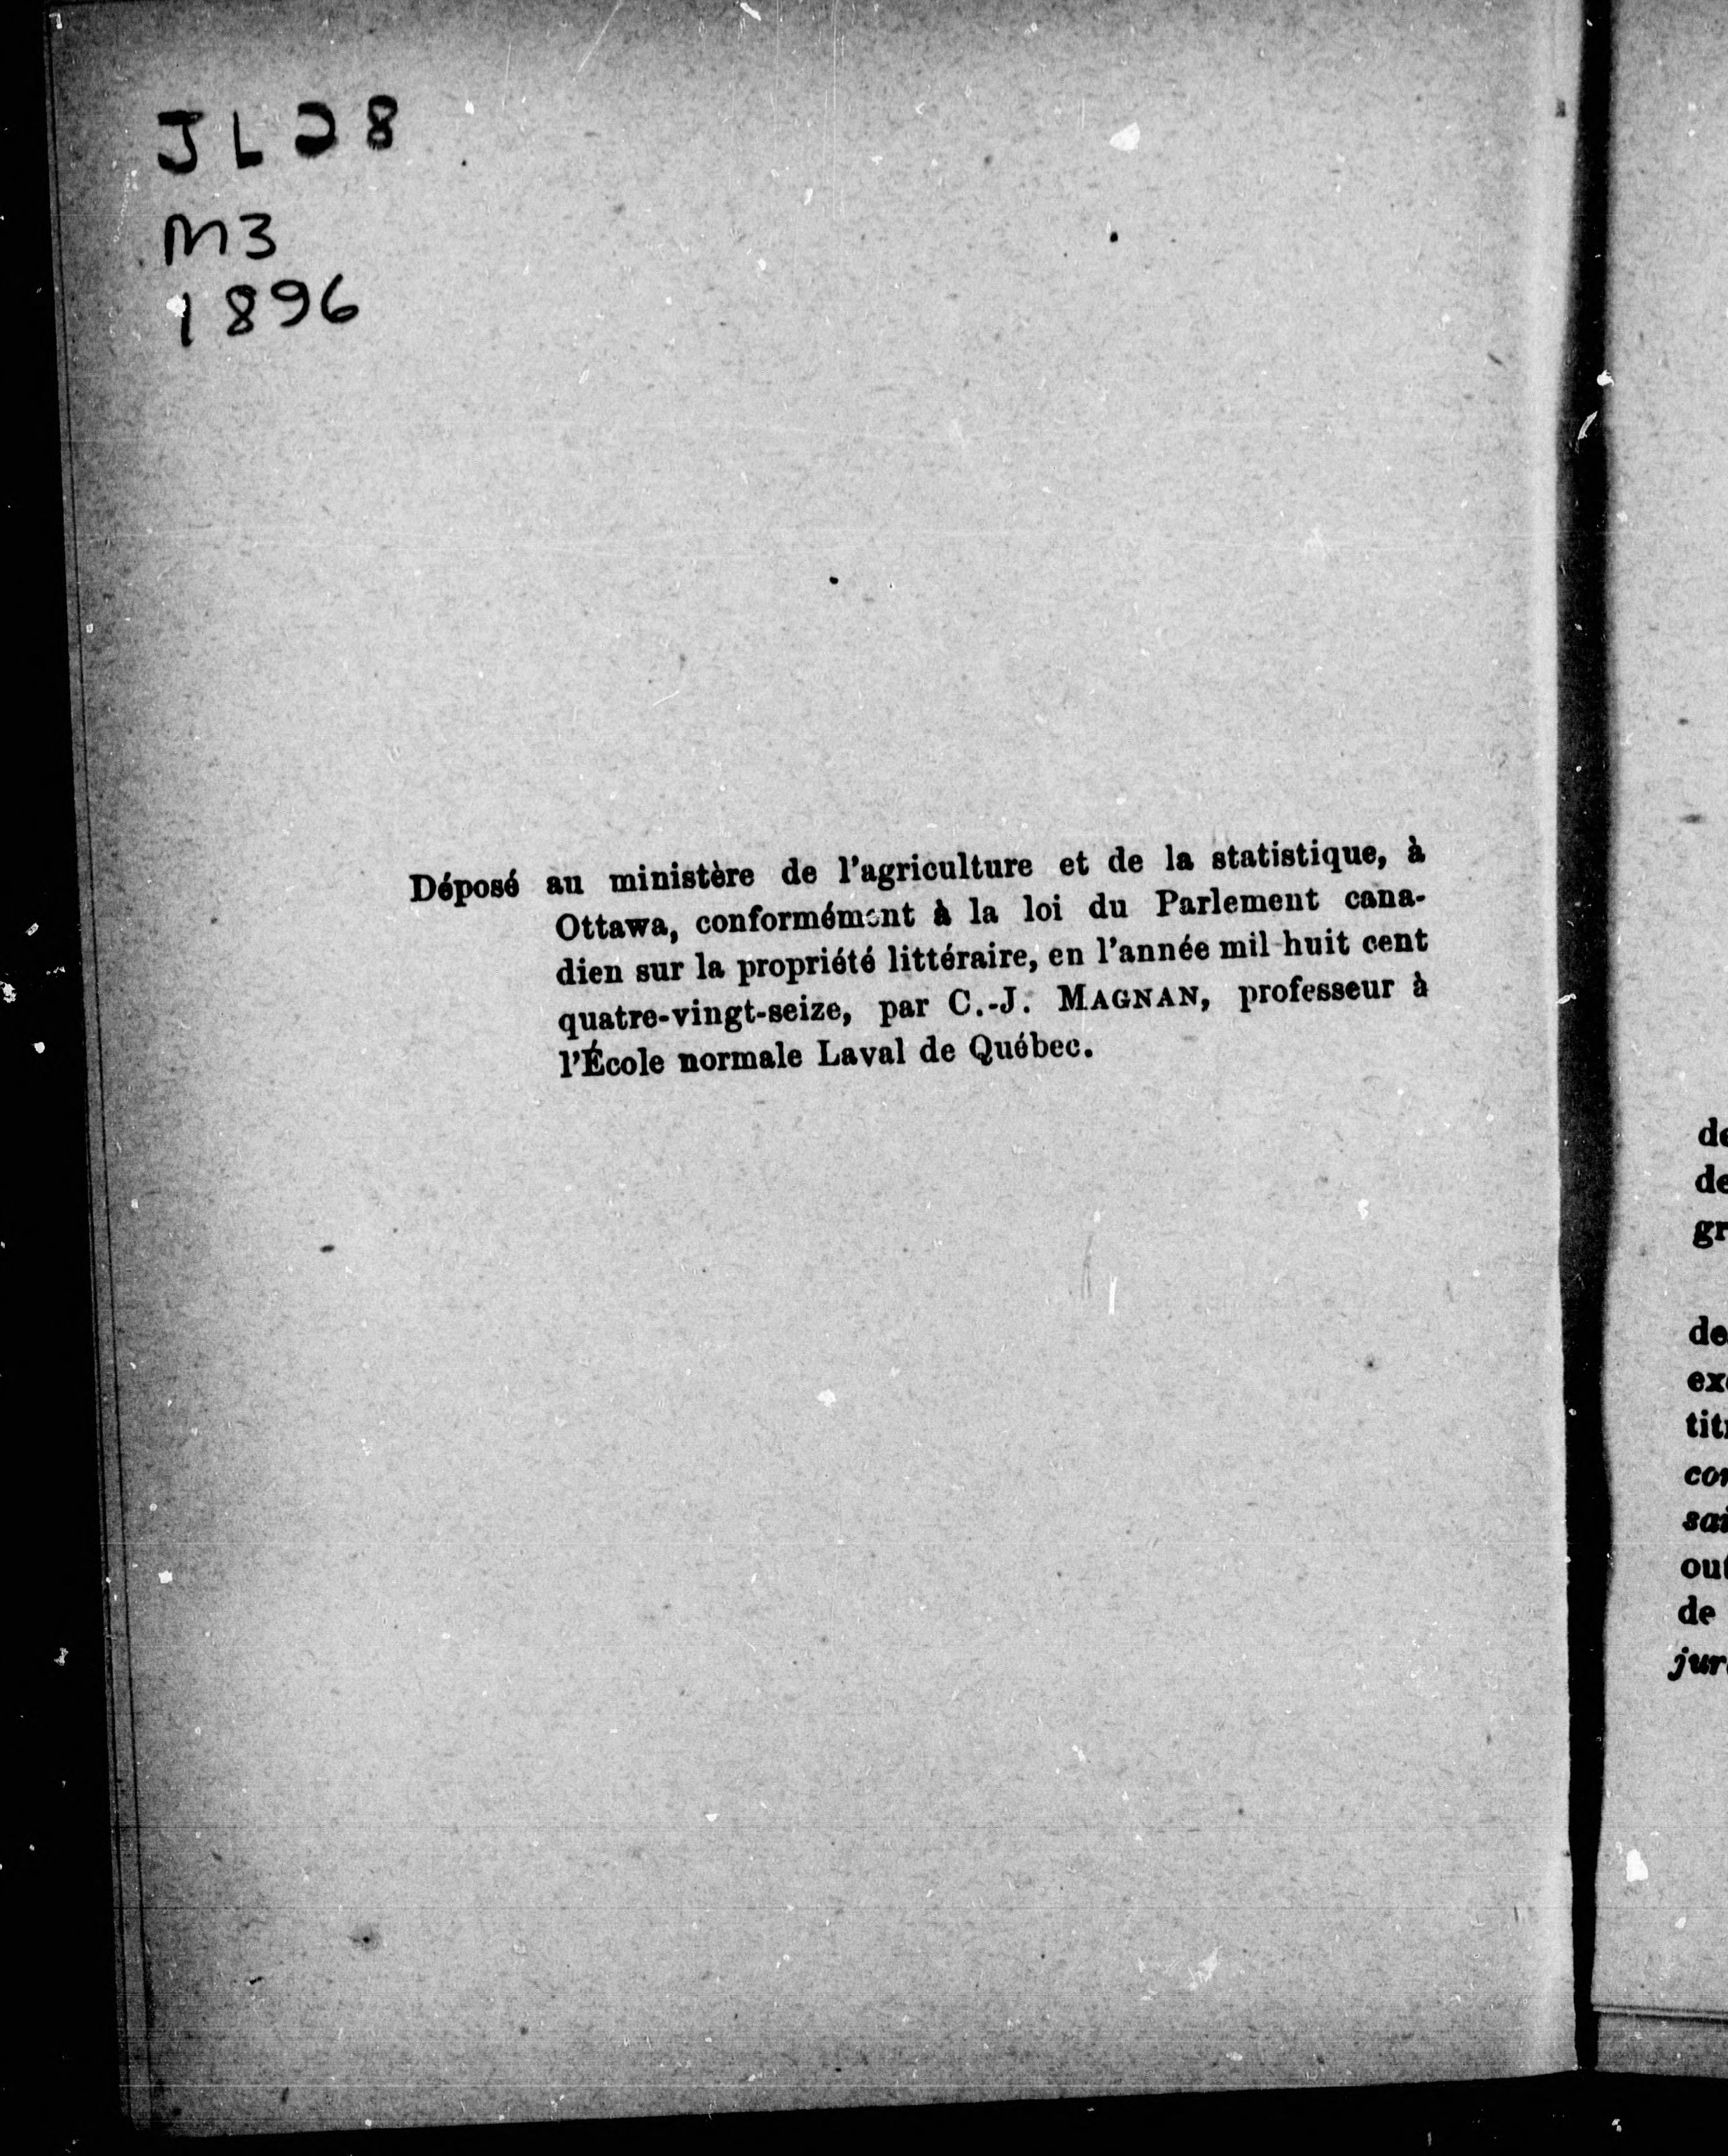 JL28
M3
1896
Déposé au ministère de l'agriculture et de la statistique, à
Ottawa, conformément à la loi du Parlement cana-
dien sur la propriété littéraire, en l'année mil huit cent
quatre-vingt-seize, par C.-J. MAGNAN, professeur à
l'École normale Laval de Québec.
de